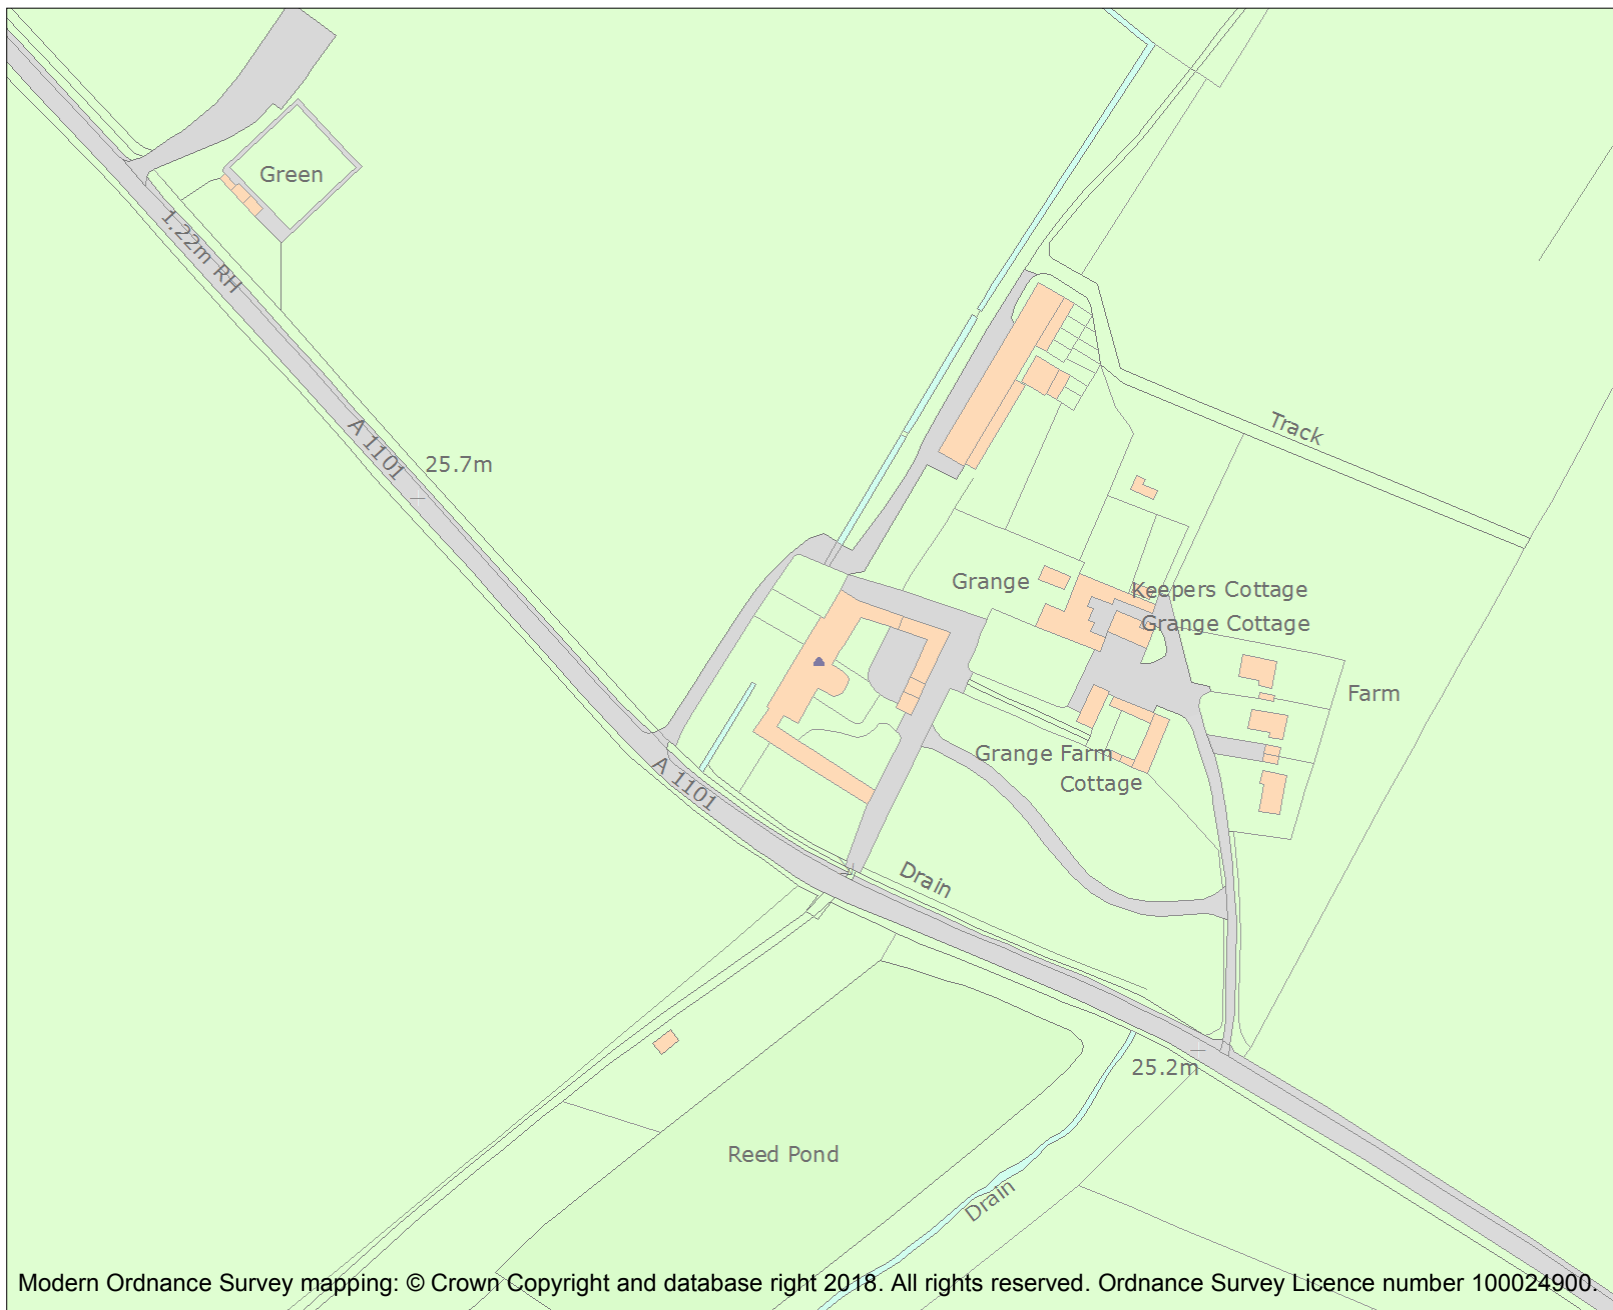 Green
1.22m RH
A 1101
25.7m
Track
Grange
Keepers Cottage
Grange Cottage
Farm
Grange Farm
Cottage
A 1101
Drain
25.2m
Reed Pond
Drain
Modern Ordnance Survey mapping: © Crown Copyright and database right 2018. All rights reserved. Ordnance Survey Licence number 100024900.